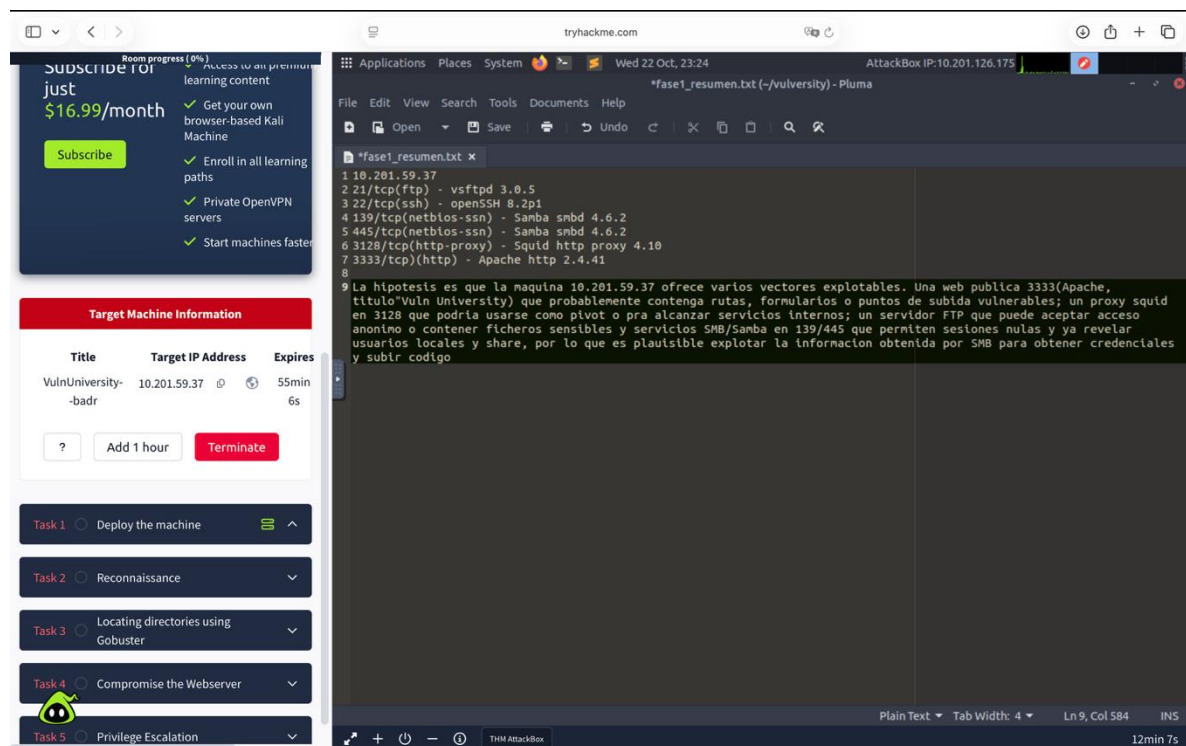 tryhackme.com
Room progress ( 0% )
Subscribe for just $16.99/month
Subscribe
Access to all premium learning content
Get your own browser-based Kali Machine
Enroll in all learning paths
Private OpenVPN servers
Start machines faster
Target Machine Information
Title Target IP Address Expires
VulnUniversity--badr 10.201.59.37 55min 6s
? Add 1 hour Terminate
Task 1 Deploy the machine
Task 2 Reconnaissance
Task 3 Locating directories using Gobuster
Task 4 Compromise the Webserver
Task 5 Privilege Escalation
Applications Places System Wed 22 Oct, 23:24 AttackBox IP:10.201.126.175
*fase1_resumen.txt (~/vulversity) - Pluma
File Edit View Search Tools Documents Help
Open Save Undo
*fase1_resumen.txt
1 10.201.59.37
2 21/tcp(ftp) - vsftpd 3.0.5
3 22/tcp(ssh) - openSSH 8.2p1
4 139/tcp(netbios-ssn) - Samba smbd 4.6.2
5 445/tcp(netbios-ssn) - Samba smbd 4.6.2
6 3128/tcp(http-proxy) - Squid http proxy 4.10
7 3333/tcp)(http) - Apache http 2.4.41
8
9 La hipotesis es que la maquina 10.201.59.37 ofrece varios vectores explotables. Una web publica 3333(Apache,
titulo"Vuln University) que probablemente contenga rutas, formularios o puntos de subida vulnerables; un proxy squid
en 3128 que podria usarse como pivot o pra alcanzar servicios internos; un servidor FTP que puede aceptar acceso
anonimo o contener ficheros sensibles y servicios SMB/Samba en 139/445 que permiten sesiones nulas y ya revelar
usuarios locales y share, por lo que es plauisible explotar la informacion obtenida por SMB para obtener credenciales
y subir codigo
Plain Text Tab Width: 4 Ln 9, Col 584 INS
THM AttackBox 12min 7s